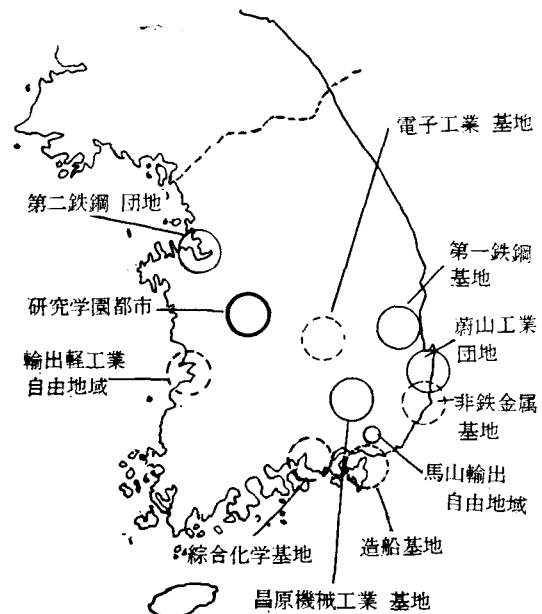 電子工業 基地
第二鉄鋼 団地
第一鉄鋼
基地
研究学園都市
蔚山工業
団地
輸出軽工業
自由地域
非鉄金属
基地
馬山輸出
自由地域
綜合化学基地
造船基地
昌原機械工業 基地